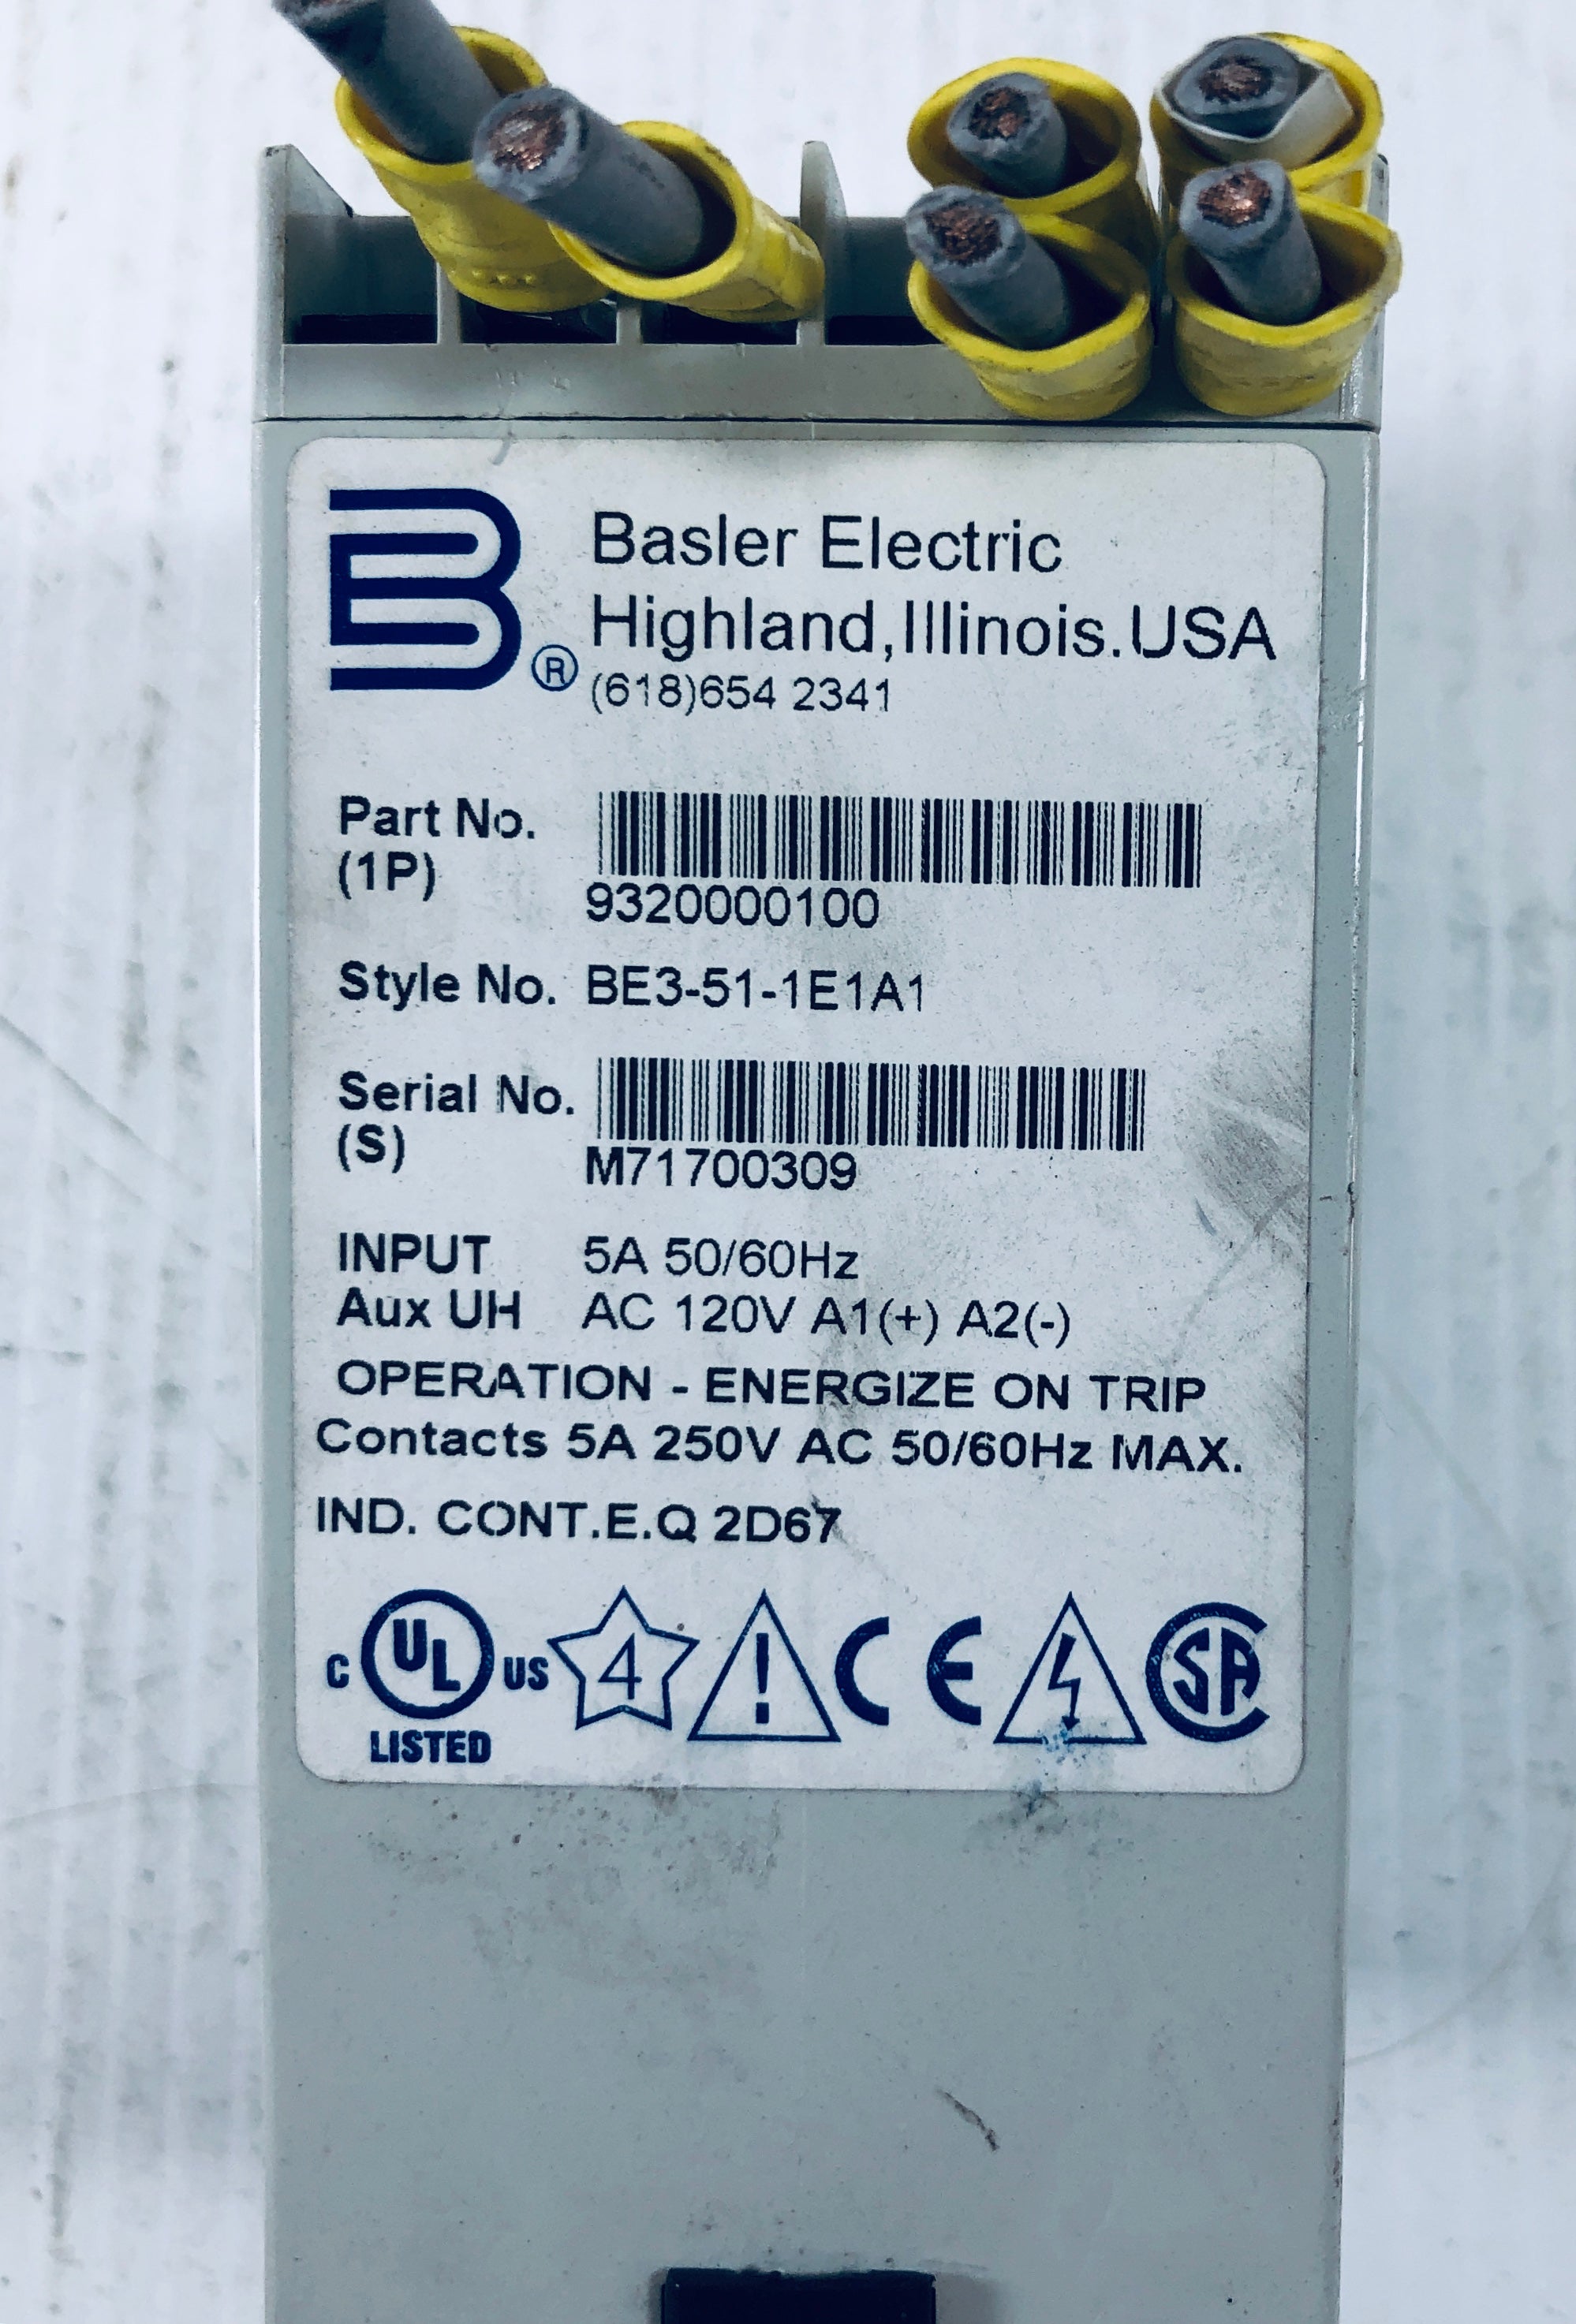 Basler Electric
Highland,Illinois.USA
(618)654 2341
®
Part No.
(1P)
9320000100
Style No. BE3-51-1E1A1
Serial No.
(S)
M71700309
INPUT 5A 50/60Hz
Aux UH AC 120V A1(+) A2(-)
OPERATION - ENERGIZE ON TRIP
Contacts 5A 250V AC 50/60Hz MAX.
IND. CONT.E.Q 2D67
C UL US 4 ! CE SA
LISTED